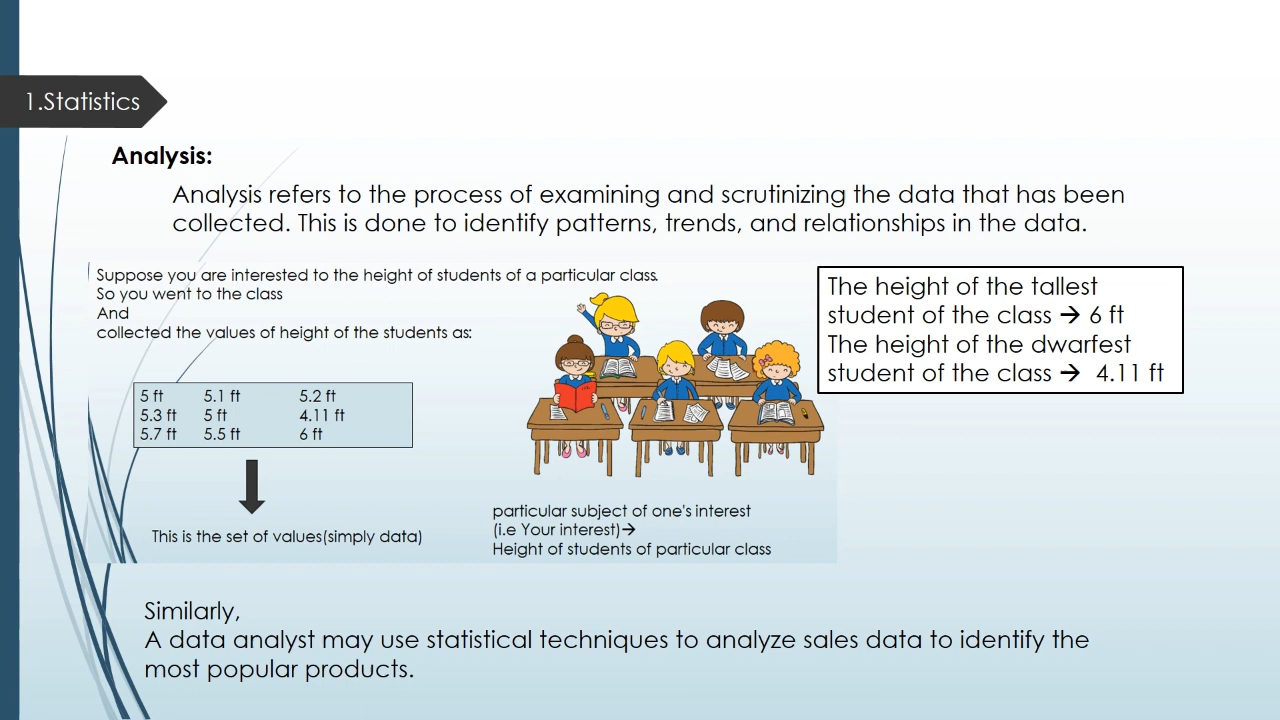 1.Statistics
Analysis:
Analysis refers to the process of examining and scrutinizing the data that has been
collected. This is done to identify patterns, trends, and relationships in the data.
Suppose you are interested to the height of students of a particular class.
So you went to the class
And
collected the values of height of the students as:
5 ft 5.1 ft 5.2 ft
5.3 ft 5 ft 4.11 ft
5.7 ft 5.5 ft 6 ft
This is the set of values(simply data)
particular subject of one's interest
(i.e Your interest)→
Height of students of particular class
The height of the tallest
student of the class → 6 ft
The height of the dwarfest
student of the class → 4.11 ft
Similarly,
A data analyst may use statistical techniques to analyze sales data to identify the
most popular products.